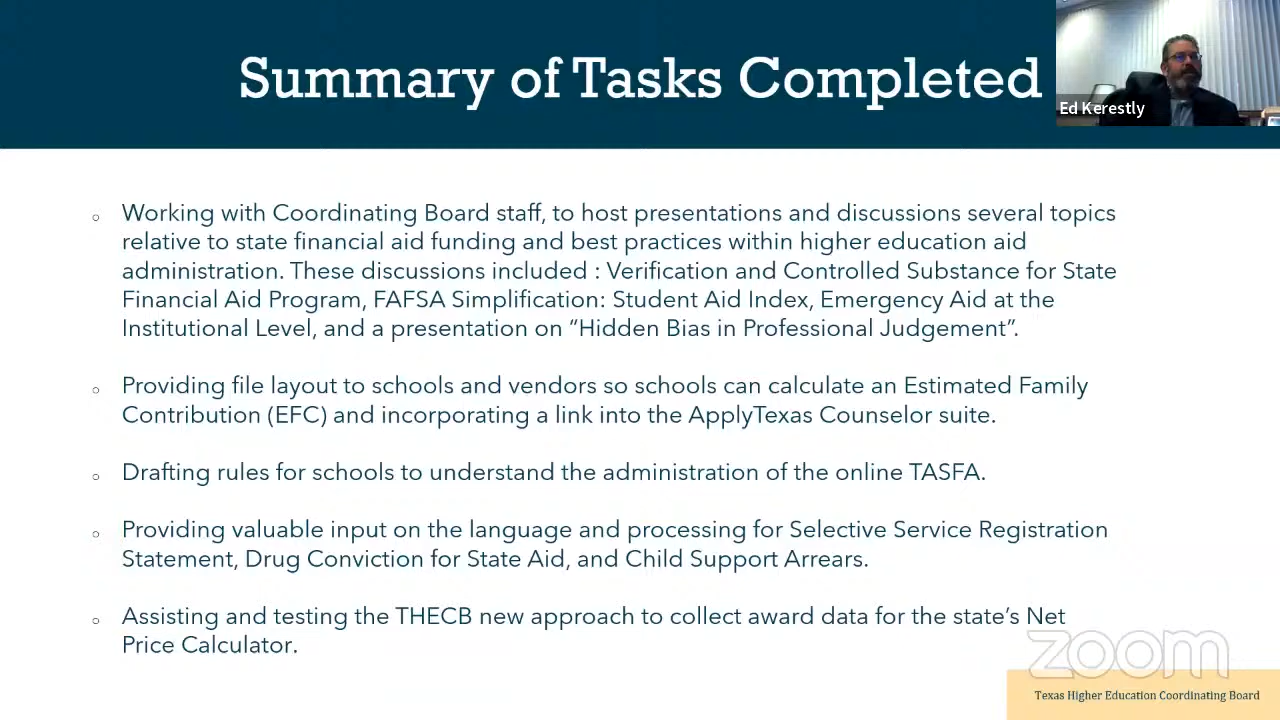 Summary of Tasks Completed
Ed Kerestly
Working with Coordinating Board staff, to host presentations and discussions several topics
relative to state financial aid funding and best practices within higher education aid
administration. These discussions included : Verification and Controlled Substance for State
Financial Aid Program, FAFSA Simplification: Student Aid Index, Emergency Aid at the
Institutional Level, and a presentation on “Hidden Bias in Professional Judgement”.
Providing file layout to schools and vendors so schools can calculate an Estimated Family
Contribution (EFC) and incorporating a link into the ApplyTexas Counselor suite.
Drafting rules for schools to understand the administration of the online TASFA.
Providing valuable input on the language and processing for Selective Service Registration
Statement, Drug Conviction for State Aid, and Child Support Arrears.
Assisting and testing the THECB new approach to collect award data for the state’s Net
Price Calculator.
zoom
Texas Higher Education Coordinating Board